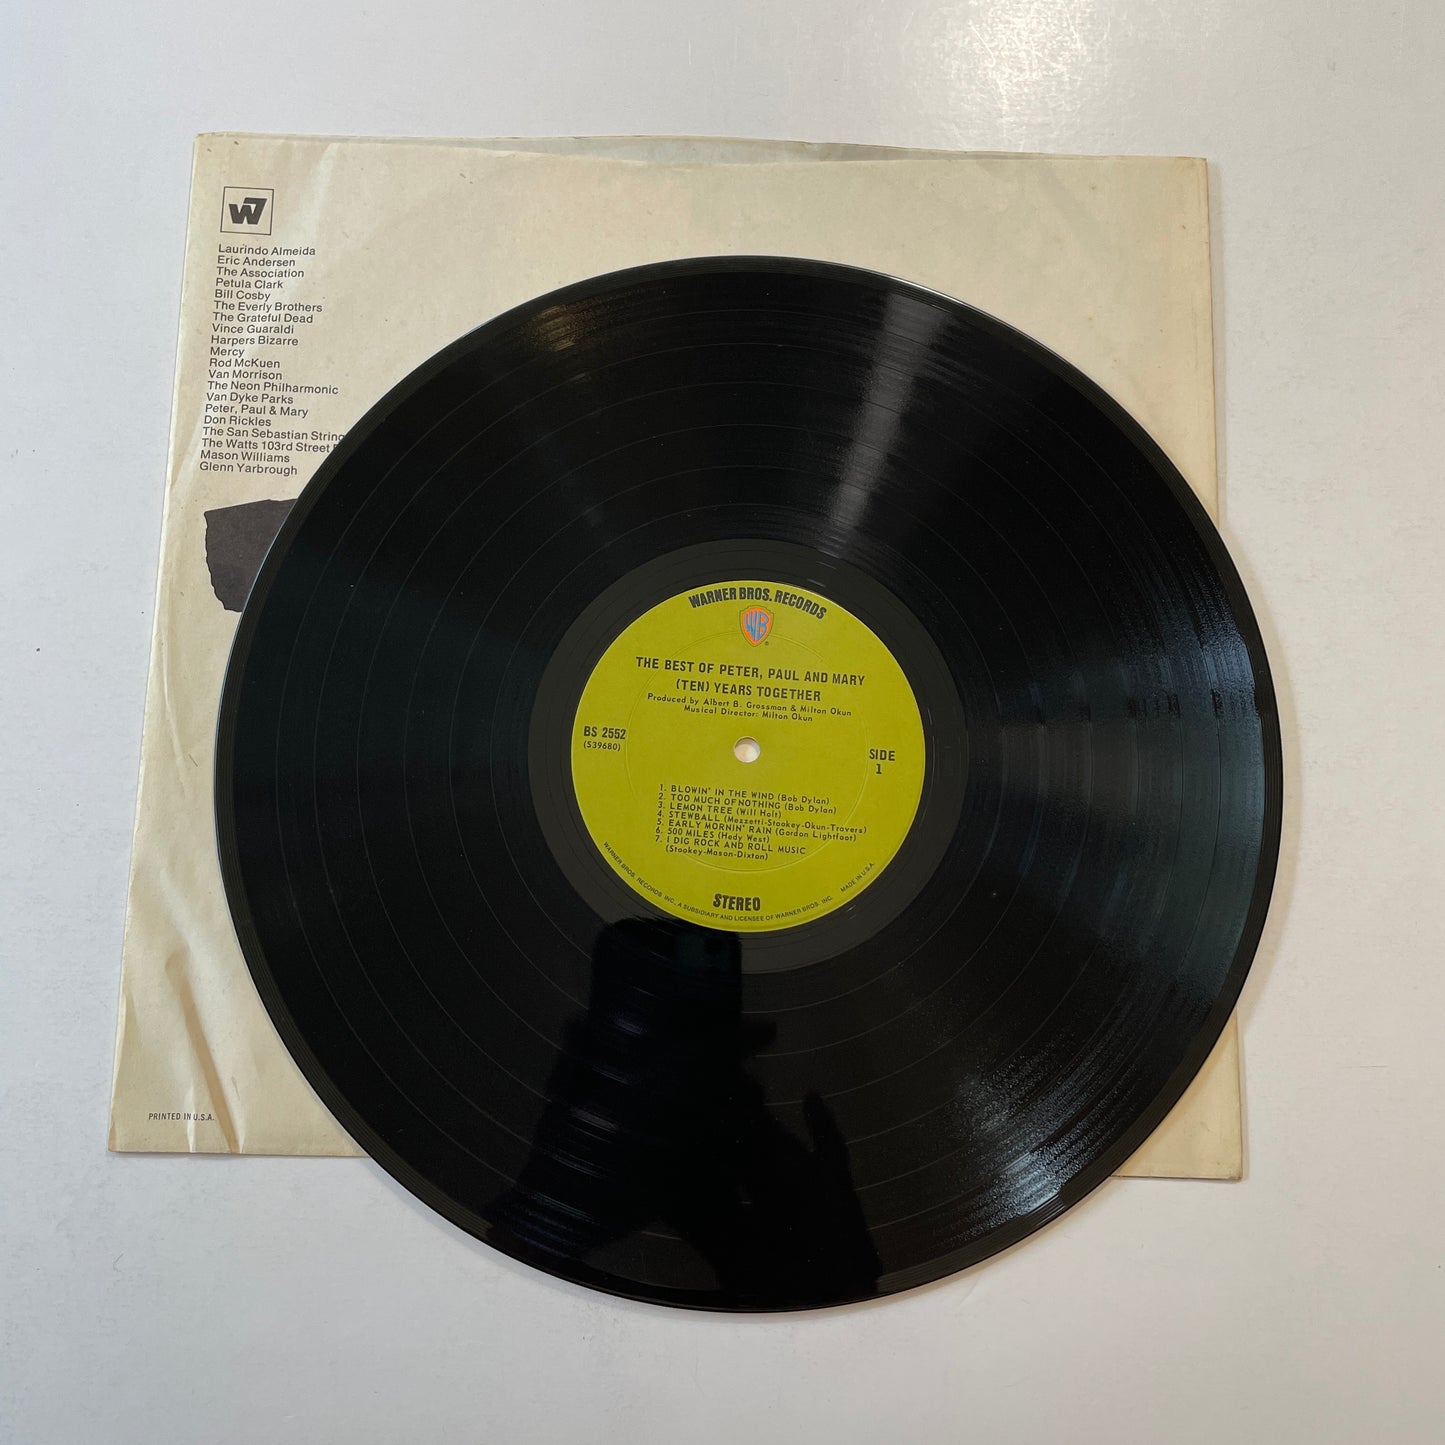 W7
Laurindo Almeida
Eric Andersen
The Association
Petula Clark
Bill Cosby
The Everly Brothers
The Grateful Dead
Vince Guaraldi
Harpers Bizarre
Mercy
Rod McKuen
Van Morrison
The Neon Philharmonic
Van Dyke Parks
Peter, Paul & Mary
Don Rickles
The San Sebastian String
The Watts 103rd Street
Mason Williams
Glenn Yarbrough
PRINTED IN U.S.A.
WARNER BROS. RECORDS
WB
®
THE BEST OF PETER, PAUL AND MARY
(TEN) YEARS TOGETHER
Produced by Albert B. Grossman & Milton Okun
Musical Director: Milton Okun
BS 2552
(S39680)
SIDE
1
1. BLOWIN' IN THE WIND (Bob Dylan)
2. TOO MUCH OF NOTHING (Bob Dylan)
3. LEMON TREE (Will Holt)
4. STEWBALL (Mezzetti-Stookey-Okun-Travers)
5. EARLY MORNIN' RAIN (Gordon Lightfoot)
6. 500 MILES (Hedy West)
7. I DIG ROCK AND ROLL MUSIC
(Stookey-Mason-Dixton)
STEREO
WARNER BROS. RECORDS INC., A SUBSIDIARY AND LICENSEE OF WARNER BROS. INC. MADE IN U.S.A.